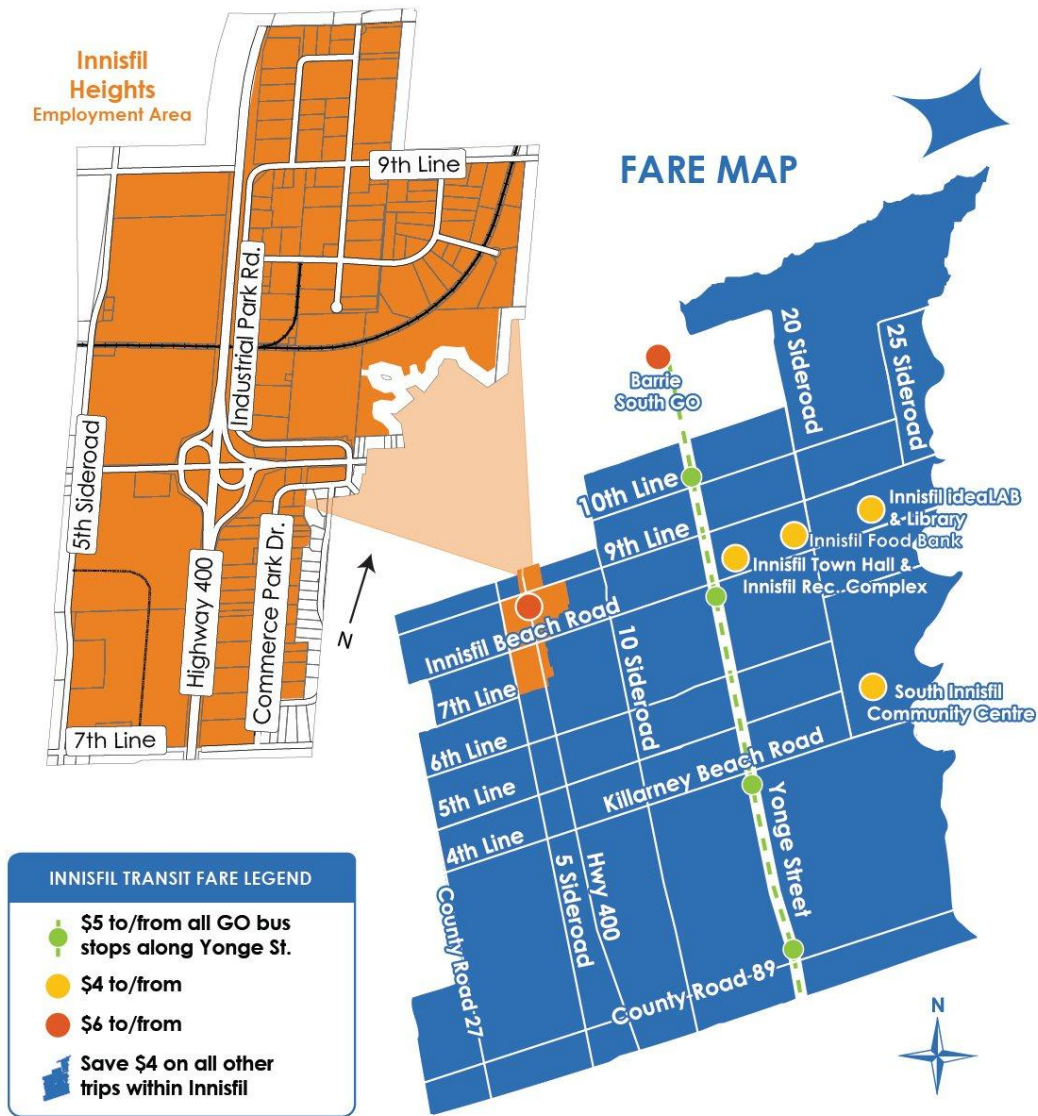 Innisfil
Heights
Employment Area
9th Line
Industrial Park Rd.
5th Sideroad
Highway 400
Commerce Park Dr.
7th Line
N
FARE MAP
20 Sideroad
25 Sideroad
Barrie
South GO
10th Line
9th Line
Innisfil ideaLAB
& Library
Innisfil Food Bank
Innisfil Town Hall &
Innisfil Rec. Complex
Innisfil Beach Road
10 Sideroad
7th Line
South Innisfil
Community Centre
6th Line
5th Line
Killarney Beach Road
4th Line
Yonge Street
5 Sideroad
Hwy 400
County Road 27
County Road 89
N
INNISFIL TRANSIT FARE LEGEND
$5 to/from all GO bus
stops along Yonge St.
$4 to/from
$6 to/from
Save $4 on all other
trips within Innisfil